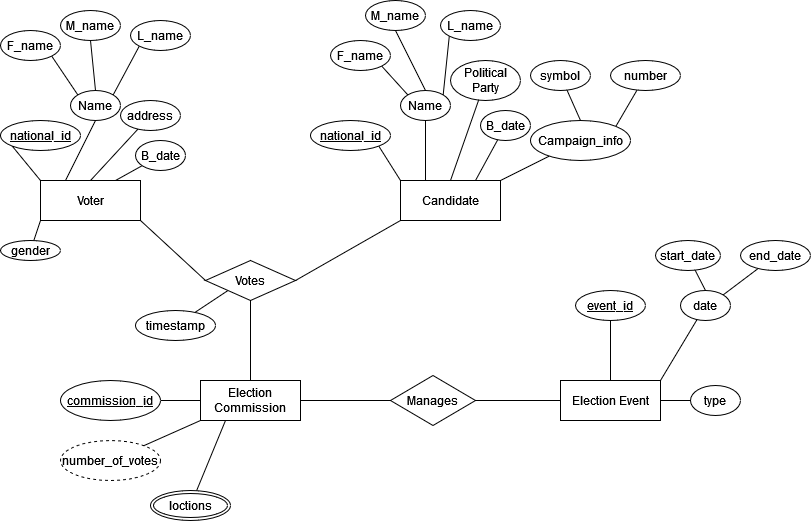 M_name
F_name
L_name
Name
national_id
address
B_date
Voter
gender
M_name
L_name
F_name
Name
Political
Party
symbol
number
national_id
B_date
Campaign_info
Candidate
Votes
timestamp
start_date
end_date
event_id
date
commission_id
Election
Commission
Manages
Election Event
type
number_of_votes
loctions